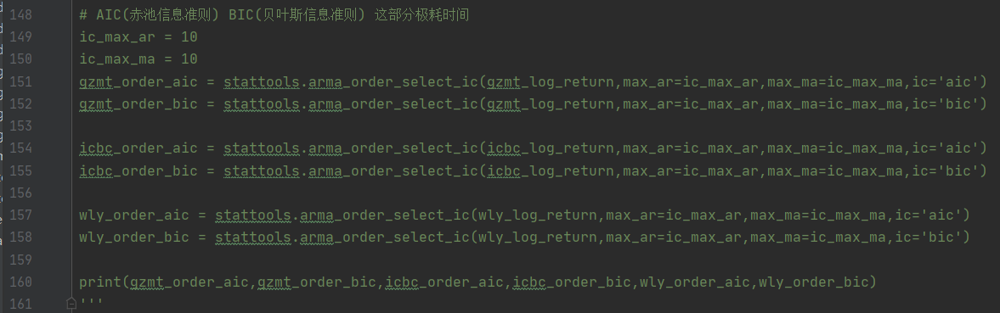 148 # AIC(赤池信息准则) BIC(贝叶斯信息准则) 这部分极耗时间
149 ic_max_ar = 10
150 ic_max_ma = 10
151 gzmt_order_aic = stattools.arma_order_select_ic(gzmt_log_return,max_ar=ic_max_ar,max_ma=ic_max_ma,ic='aic')
152 gzmt_order_bic = stattools.arma_order_select_ic(gzmt_log_return,max_ar=ic_max_ar,max_ma=ic_max_ma,ic='bic')
153
154 icbc_order_aic = stattools.arma_order_select_ic(icbc_log_return,max_ar=ic_max_ar,max_ma=ic_max_ma,ic='aic')
155 icbc_order_bic = stattools.arma_order_select_ic(icbc_log_return,max_ar=ic_max_ar,max_ma=ic_max_ma,ic='bic')
156
157 wly_order_aic = stattools.arma_order_select_ic(wly_log_return,max_ar=ic_max_ar,max_ma=ic_max_ma,ic='aic')
158 wly_order_bic = stattools.arma_order_select_ic(wly_log_return,max_ar=ic_max_ar,max_ma=ic_max_ma,ic='bic')
159
160 print(gzmt_order_aic,gzmt_order_bic,icbc_order_aic,icbc_order_bic,wly_order_aic,wly_order_bic)
161 '''